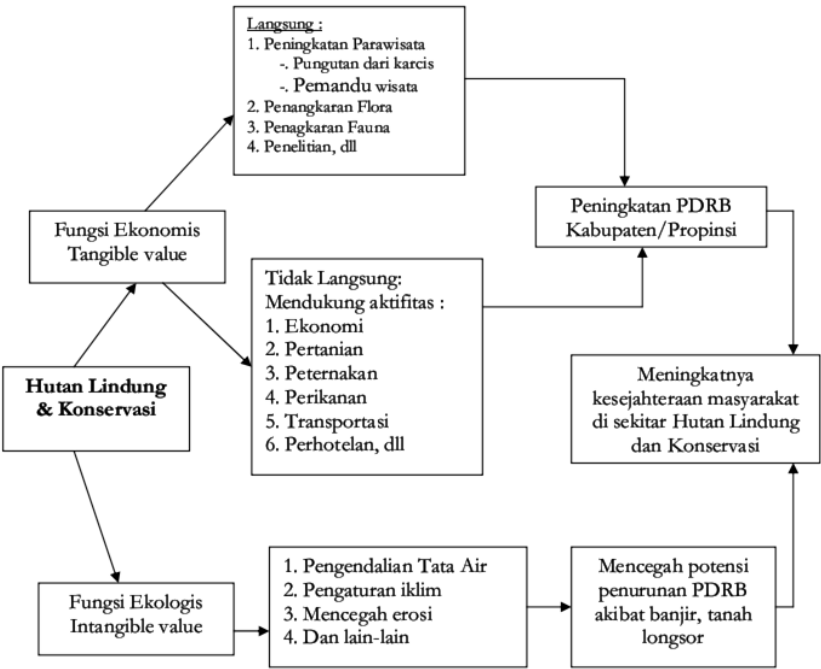 Langsung :
1. Peningkatan Parawisata
-. Pungutan dari karcis
-. Pemandu wisata
2. Penangkaran Flora
3. Penagkaran Fauna
4. Penelitian, dll
Fungsi Ekonomis
Tangible value
Peningkatan PDRB
Kabupaten/Propinsi
Tidak Langsung:
Mendukung aktifitas :
1. Ekonomi
2. Pertanian
3. Peternakan
4. Perikanan
5. Transportasi
6. Perhotelan, dll
Hutan Lindung
& Konservasi
Meningkatnya
kesejahteraan masyarakat
di sekitar Hutan Lindung
dan Konservasi
Fungsi Ekologis
Intangible value
1. Pengendalian Tata Air
2. Pengaturan iklim
3. Mencegah erosi
4. Dan lain-lain
Mencegah potensi
penurunan PDRB
akibat banjir, tanah
longsor